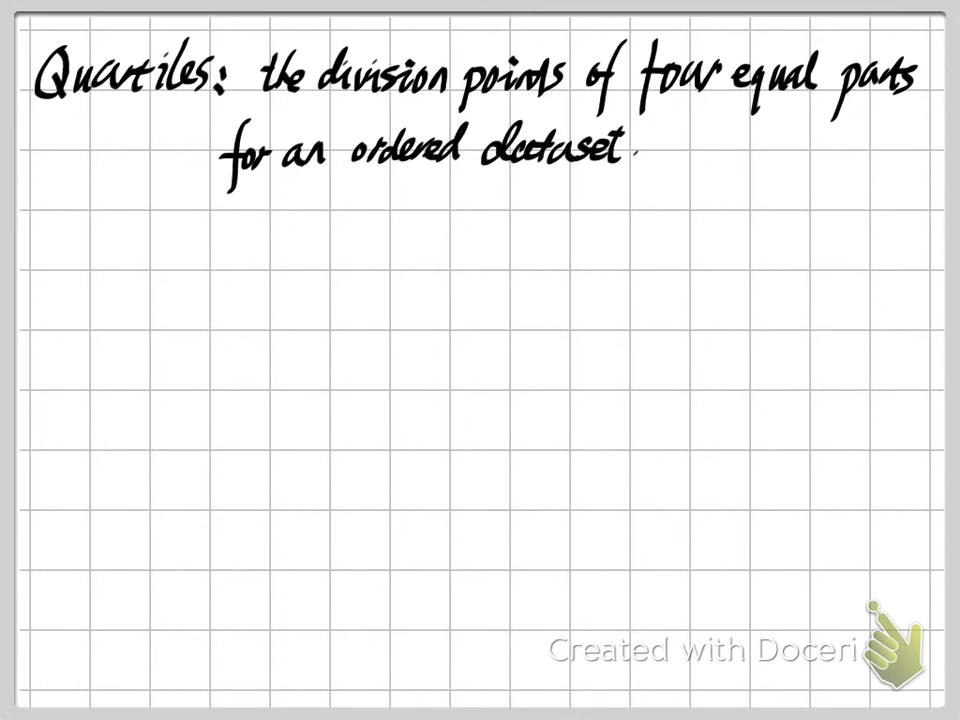 Quartiles: the division points of four equal parts
for an ordered dataset.
Created with Doceri